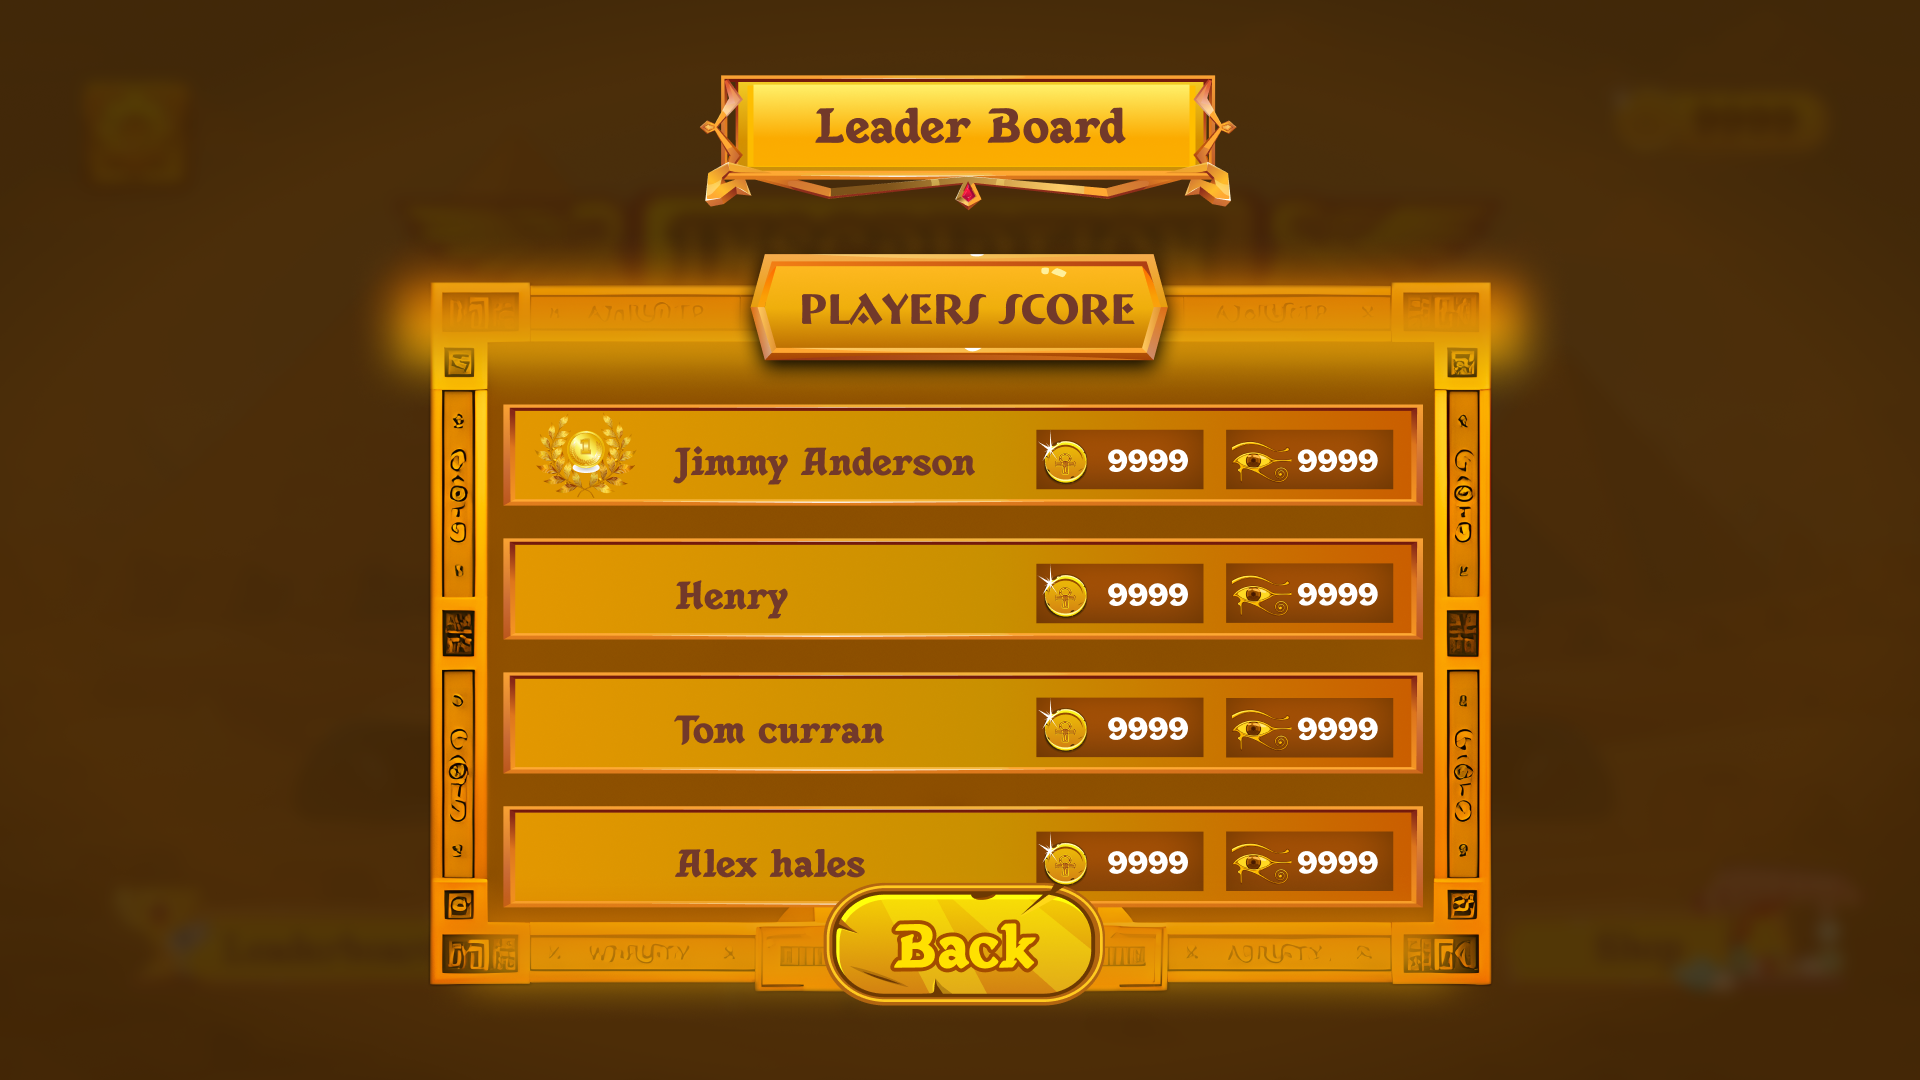 Leader Board
PLAYERS SCORE
1
Jimmy Anderson 9999 9999
Henry 9999 9999
Tom curran 9999 9999
Alex hales 9999 9999
Back